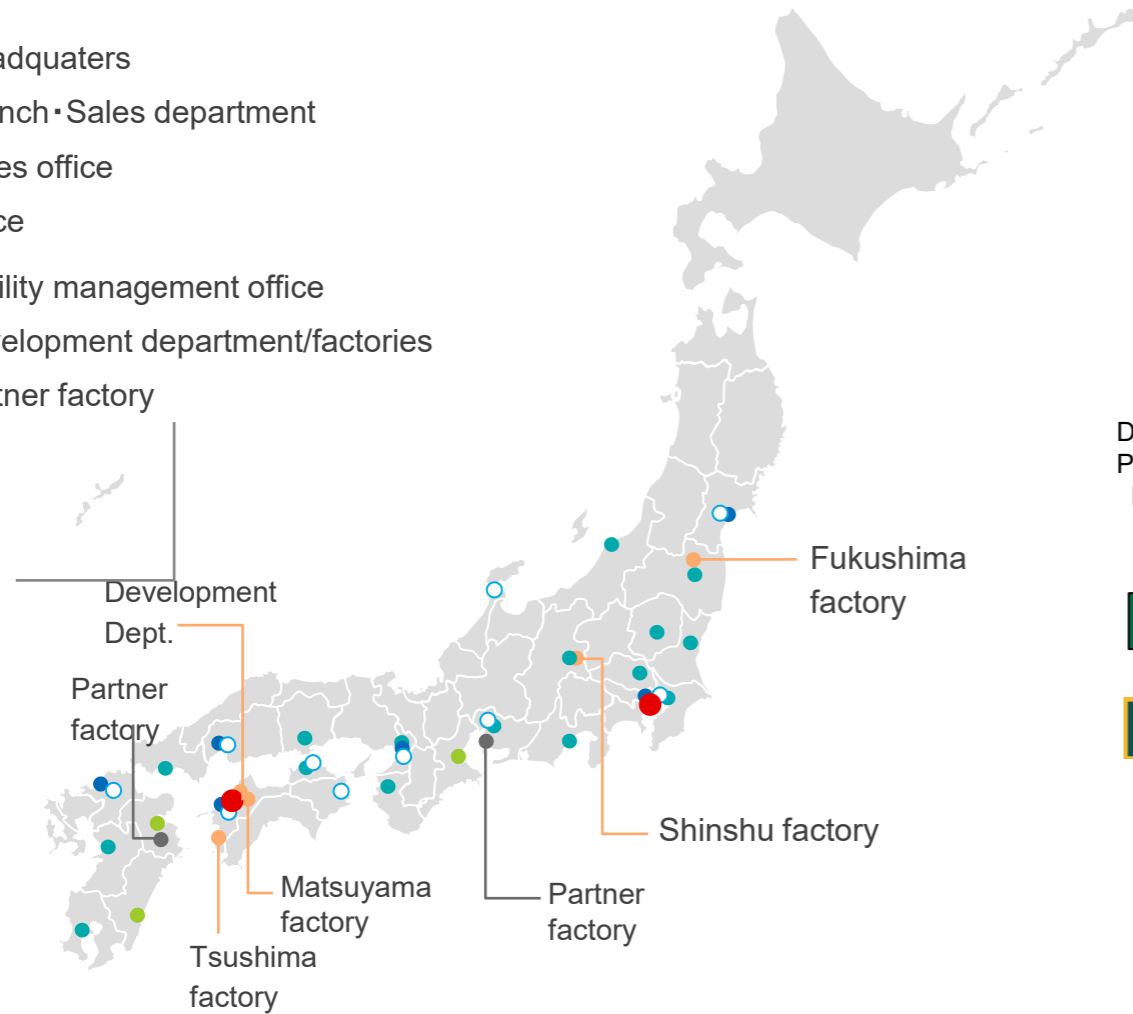 adquaters
nch・Sales department
es office
ce
ility management office
velopment department/factories
tner factory
D
P
Development
Dept.
Fukushima
factory
Partner
factory
Shinshu factory
Matsuyama
factory
Partner
factory
Tsushima
factory